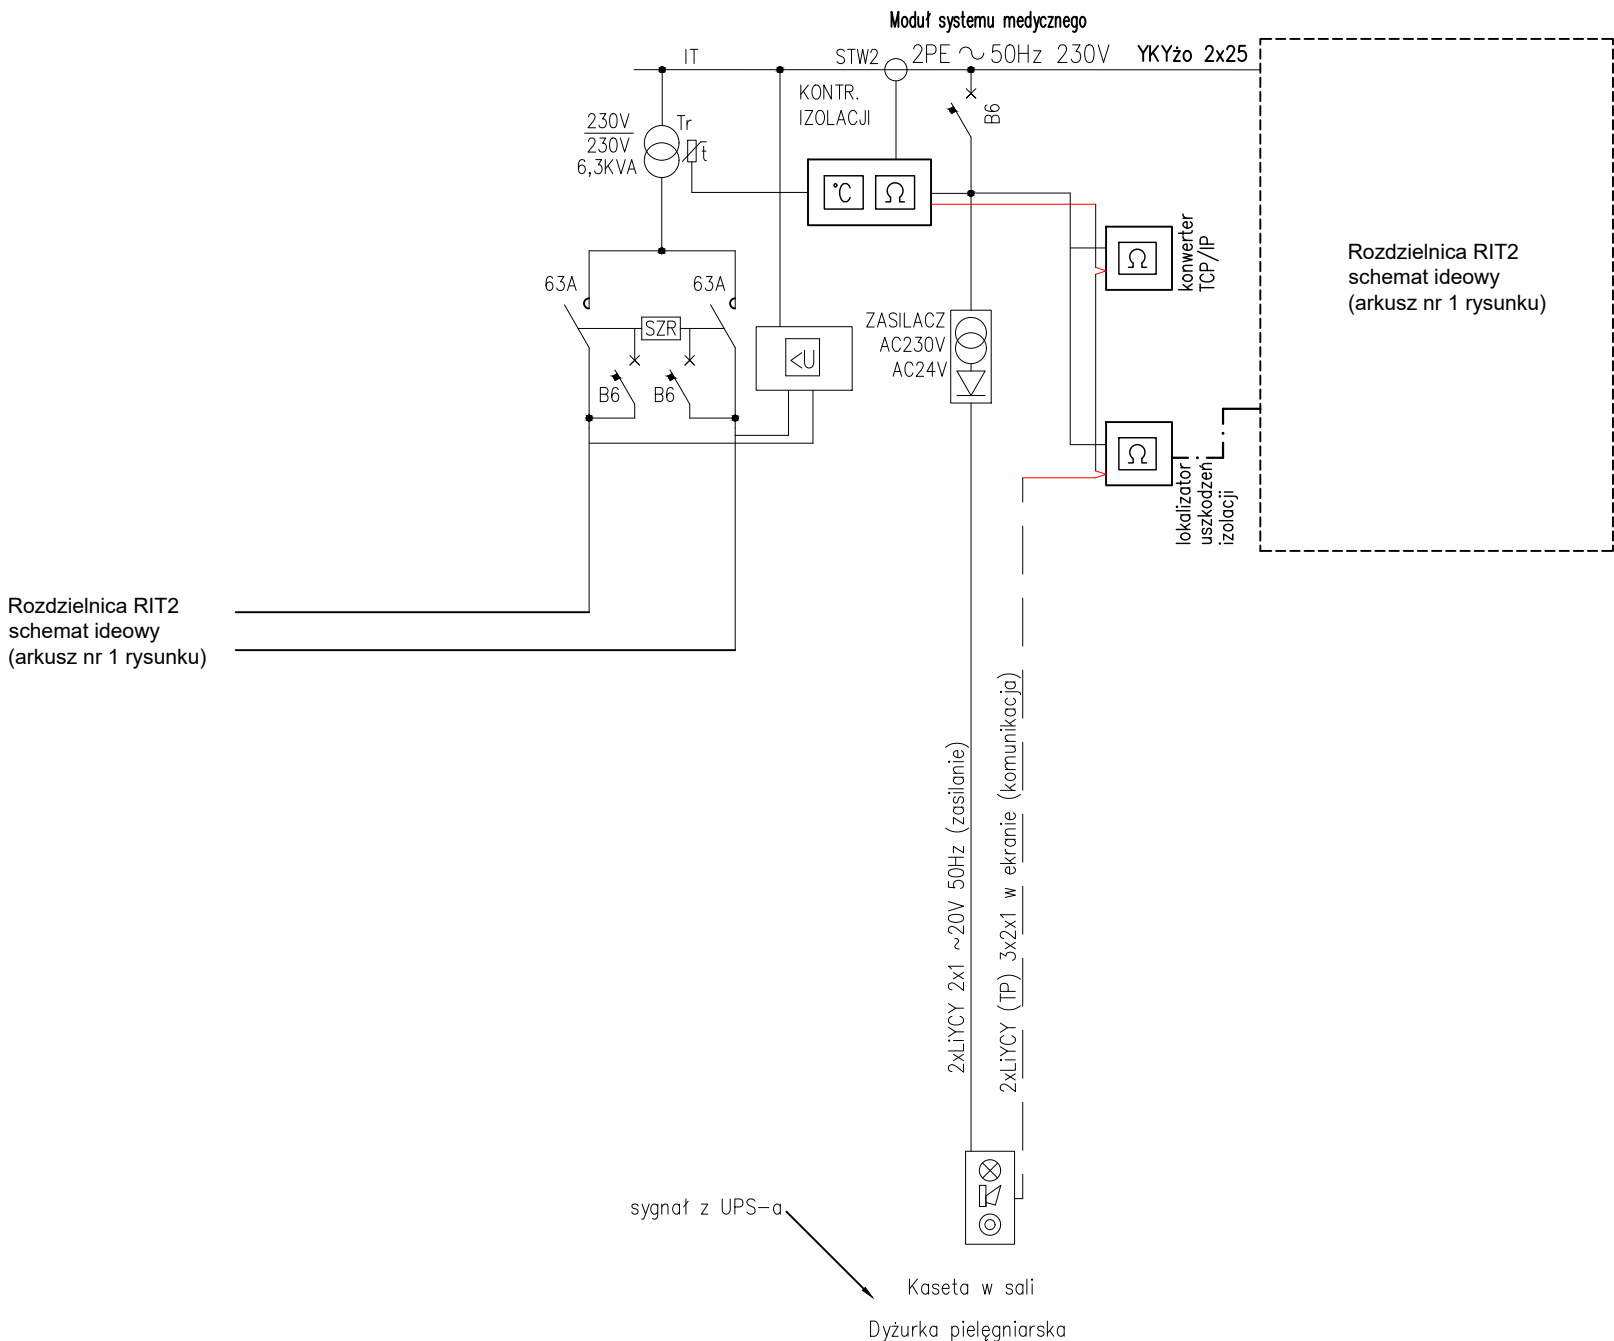 Moduł systemu medycznego
IT
STW2
2PE ~ 50Hz 230V
YKYżo 2x25
KONTR.
IZOLACJI
B6
230V
230V
6,3KVA
Tr
t
°C
Ω
Ω
konwerter
TCP/IP
Rozdzielnica RIT2
schemat ideowy
(arkusz nr 1 rysunku)
63A
63A
SZR
B6
B6
<U
ZASILACZ
AC230V
AC24V
Ω
lokalizator
uszkodzeń
izolacji
Rozdzielnica RIT2
schemat ideowy
(arkusz nr 1 rysunku)
2xLiYCY 2x1 ~20V 50Hz (zasilanie)
2xLiYCY (TP) 3x2x1 w ekranie (komunikacja)
sygnał z UPS-a
Kaseta w sali
Dyżurka pielęgniarska